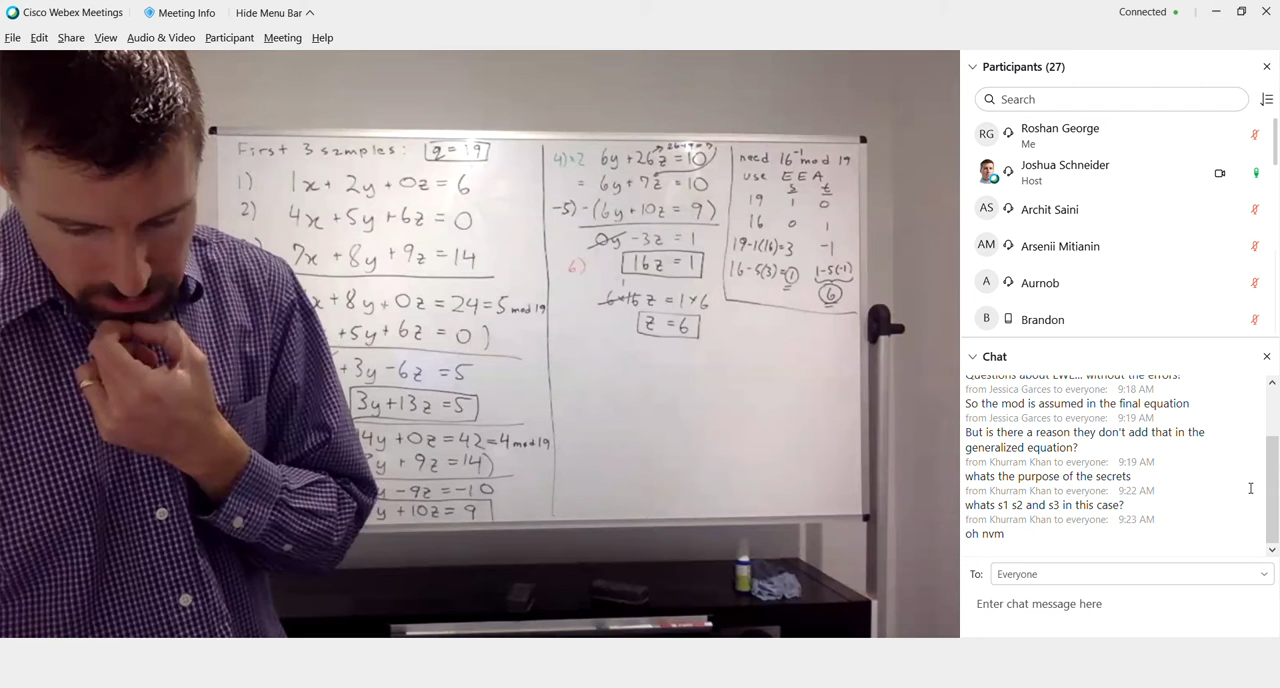 Cisco Webex Meetings
Meeting Info
Hide Menu Bar
Connected
File Edit Share View Audio & Video Participant Meeting Help
First 3 samples: q = 19
1) 1x + 2y + 0z = 6
2) 4x + 5y + 6z = 0
7x + 8y + 9z = 14
x + 8y + 0z = 24 = 5 mod 19
+ 5y + 6z = 0)
+ 3y - 6z = 5
3y + 13z = 5
4y + 0z = 42 = 4 mod 19
y + 9z = 14)
y - 9z = -10
y + 10z = 9
4) × 2 6y + 26z = 10
= 6y + 7z = 10
-5) - (6y + 10z = 9)
0y - 3z = 1
6) 16z = 1
z = 1 × 6
z = 6
need 16⁻¹ mod 19
use EEA
s t
19 1 0
16 0 1
19-1(16)=3 -1
16-5(3)=1 1-5(-1)
6
Participants (27)
Search
RG
Roshan George
Me
Joshua Schneider
Host
AS Archit Saini
AM Arsenii Mitianin
A Aurnob
B Brandon
Chat
Questions about LWE... without the errors?
from Jessica Garces to everyone: 9:18 AM
So the mod is assumed in the final equation
from Jessica Garces to everyone: 9:19 AM
But is there a reason they don't add that in the
generalized equation?
from Khurram Khan to everyone: 9:19 AM
whats the purpose of the secrets
from Khurram Khan to everyone: 9:22 AM
whats s1 s2 and s3 in this case?
from Khurram Khan to everyone: 9:23 AM
oh nvm
To: Everyone
Enter chat message here